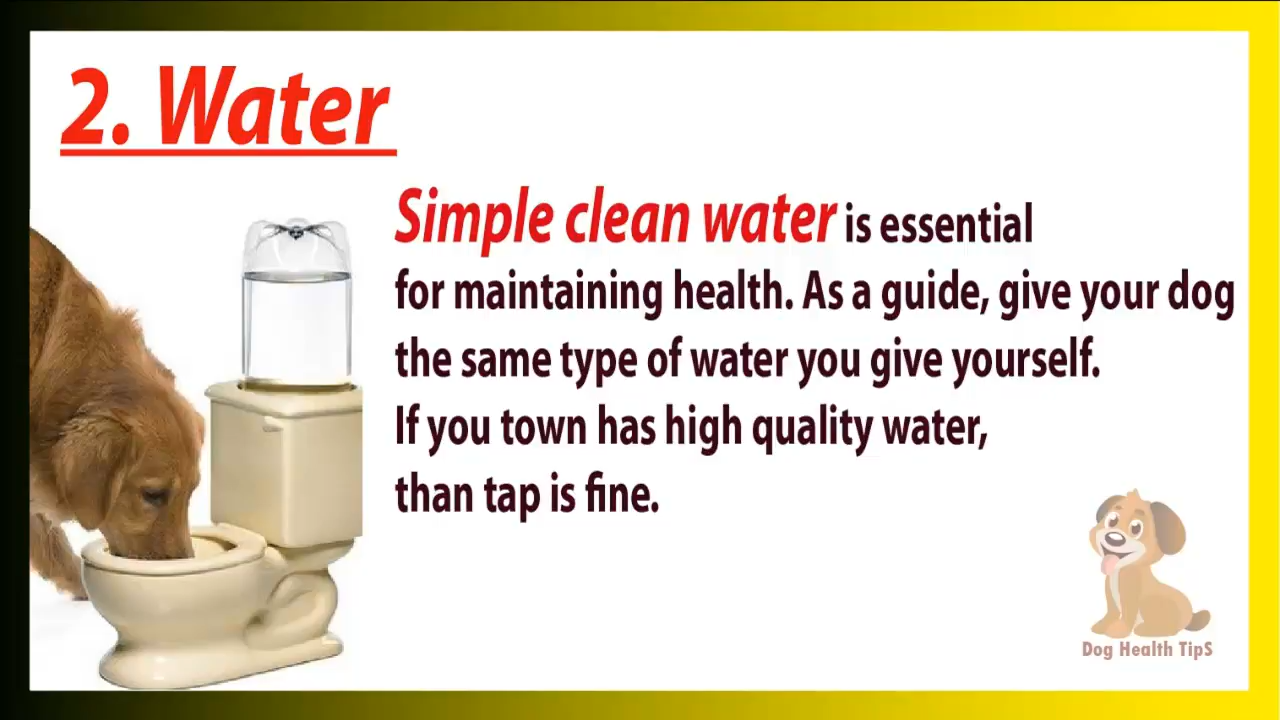 2. Water
Simple clean water is essential
for maintaining health. As a guide, give your dog
the same type of water you give yourself.
If you town has high quality water,
than tap is fine.
Dog Health TipS